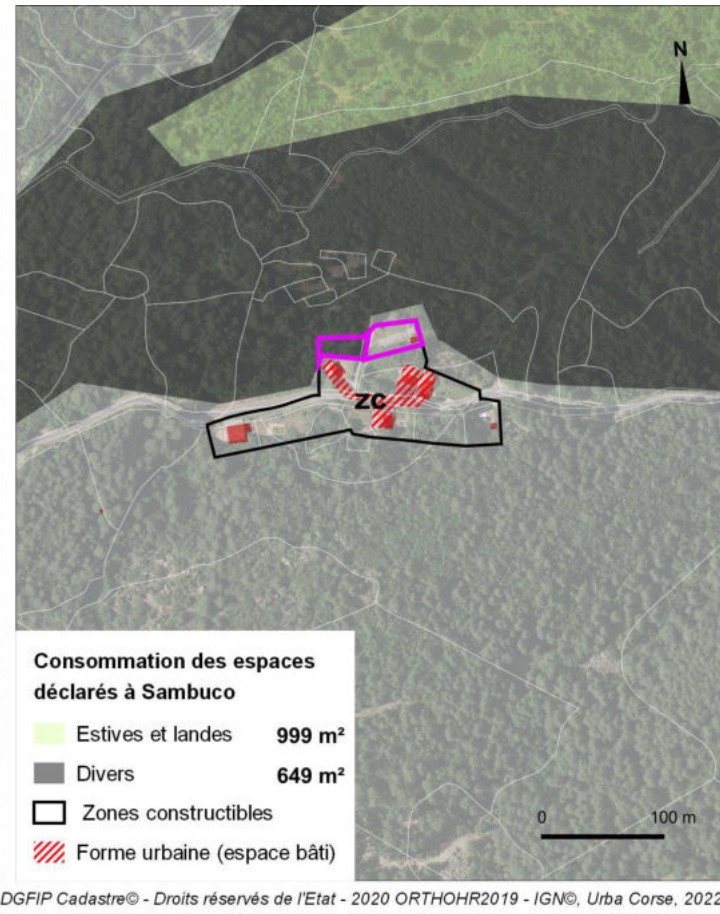 N
ZC
Consommation des espaces
déclarés à Sambuco
Estives et landes 999 m²
Divers 649 m²
Zones constructibles
Forme urbaine (espace bâti)
0 100 m
DGFIP Cadastre© - Droits réservés de l'Etat - 2020 ORTHOHR2019 - IGN©, Urba Corse, 2022